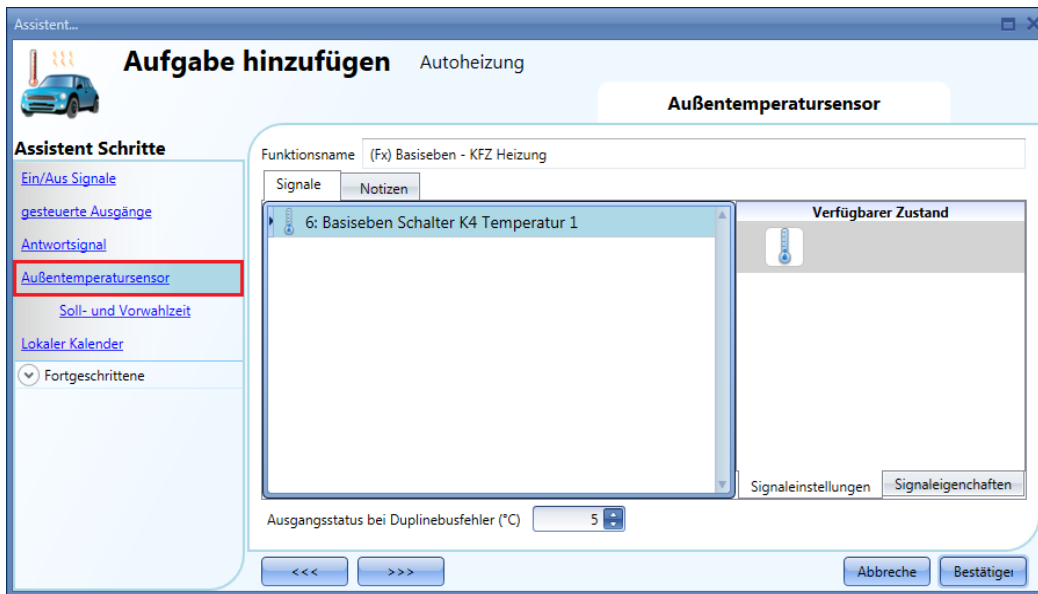 Assistent...
Aufgabe hinzufügen Autoheizung
Außentemperatursensor
Assistent Schritte
Ein/Aus Signale
gesteuerte Ausgänge
Antwortsignal
Außentemperatursensor
Soll- und Vorwahlzeit
Lokaler Kalender
Fortgeschrittene
Funktionsname (Fx) Basiseben - KFZ Heizung
Signale Notizen
6: Basiseben Schalter K4 Temperatur 1
Verfügbarer Zustand
Signaleinstellungen Signaleigenchaften
Ausgangsstatus bei Duplinebusfehler (°C) 5
<<< >>> Abbreche Bestätiger